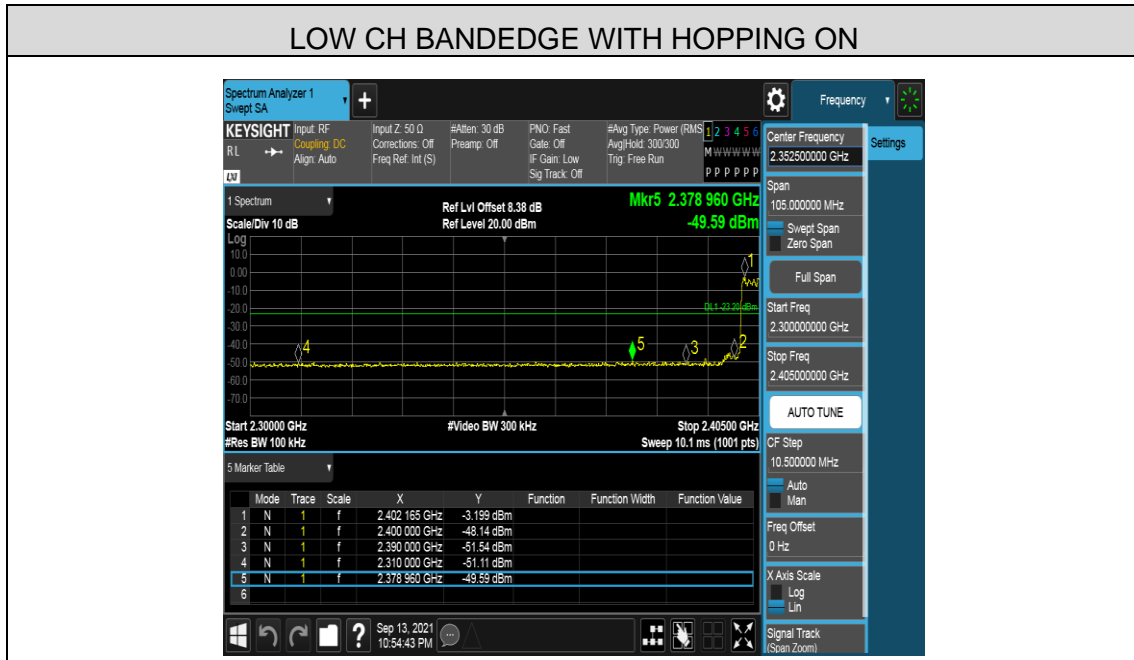 LOW CH BANDEDGE WITH HOPPING ON
Spectrum Analyzer 1
Swept SA
+
Frequency
KEYSIGHT
RL
LXI
Input: RF
Coupling: DC
Align: Auto
Input Z: 50 Ω
Corrections: Off
Freq Ref: Int (S)
#Atten: 30 dB
Preamp: Off
PNO: Fast
Gate: Off
IF Gain: Low
Sig Track: Off
#Avg Type: Power (RMS
Avg|Hold: 300/300
Trig: Free Run
1 2 3 4 5 6
M W W W W W
P P P P P P
1 Spectrum
Scale/Div 10 dB
Ref Lvl Offset 8.38 dB
Ref Level 20.00 dBm
Mkr5 2.378 960 GHz
-49.59 dBm
Log
10.0
0.00
-10.0
-20.0
-30.0
-40.0
-50.0
-60.0
-70.0
1
DL1 -23.20 dBm
4
5
3
2
Start 2.30000 GHz
#Video BW 300 kHz
Stop 2.40500 GHz
#Res BW 100 kHz
Sweep 10.1 ms (1001 pts)
5 Marker Table
Mode Trace Scale X Y Function Function Width Function Value
1 N 1 f 2.402 165 GHz -3.199 dBm
2 N 1 f 2.400 000 GHz -48.14 dBm
3 N 1 f 2.390 000 GHz -51.54 dBm
4 N 1 f 2.310 000 GHz -51.11 dBm
5 N 1 f 2.378 960 GHz -49.59 dBm
6
Center Frequency
2.352500000 GHz
Settings
Span
105.000000 MHz
Swept Span
Zero Span
Full Span
Start Freq
2.300000000 GHz
Stop Freq
2.405000000 GHz
AUTO TUNE
CF Step
10.500000 MHz
Auto
Man
Freq Offset
0 Hz
X Axis Scale
Log
Lin
Signal Track
(Span Zoom)
?
Sep 13, 2021
10:54:43 PM